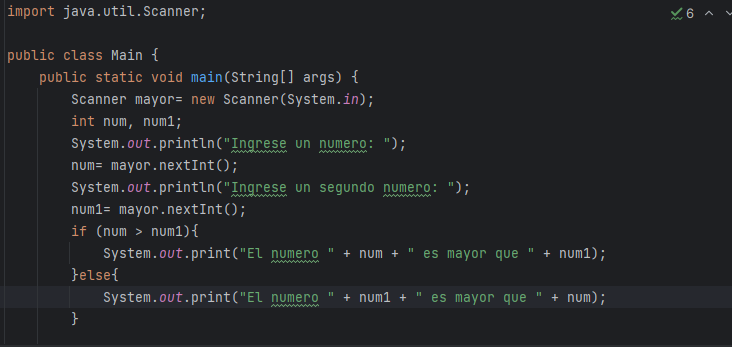 import java.util.Scanner;
6
public class Main {
public static void main(String[] args) {
Scanner mayor= new Scanner(System.in);
int num, num1;
System.out.println("Ingrese un numero: ");
num= mayor.nextInt();
System.out.println("Ingrese un segundo numero: ");
num1= mayor.nextInt();
if (num > num1){
System.out.print("El numero " + num + " es mayor que " + num1);
}else{
System.out.print("El numero " + num1 + " es mayor que " + num);
}